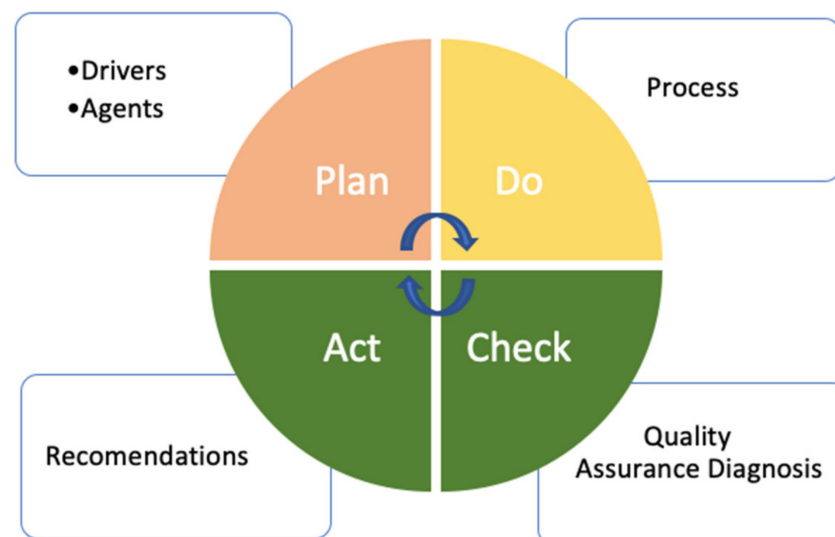 •Drivers
•Agents
Process
Plan
Do
Act
Check
Recomendations
Quality
Assurance Diagnosis